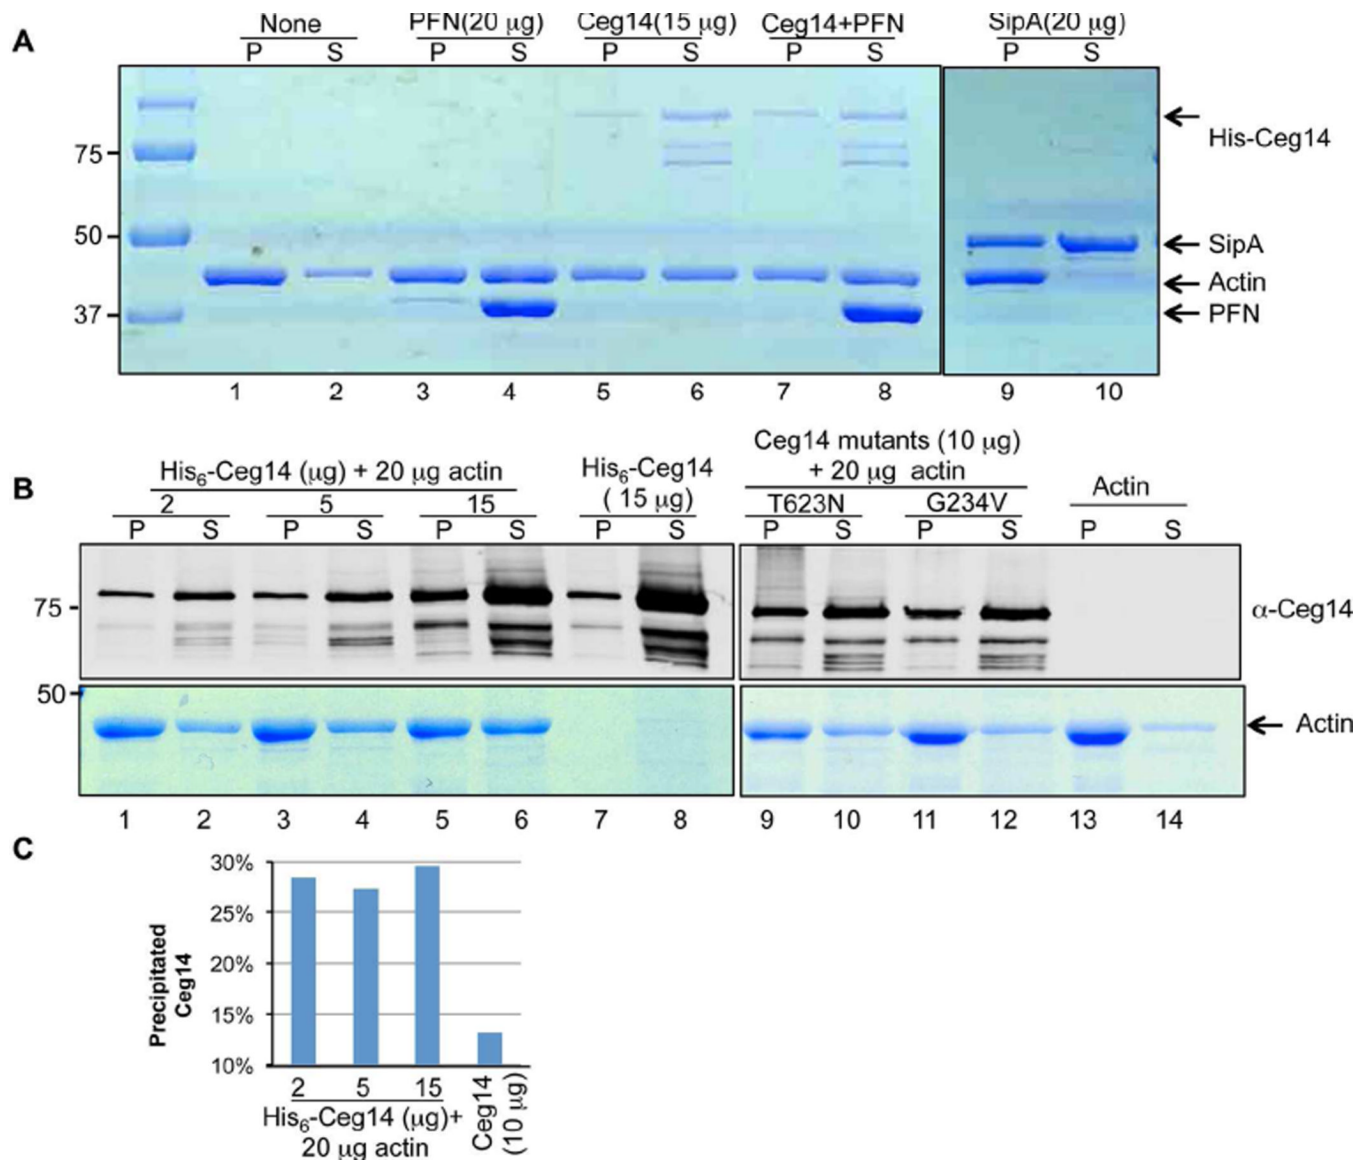 A
None PFN(20 μg) Ceg14(15 μg) Ceg14+PFN SipA(20 μg)
P S P S P S P S P S
His-Ceg14
75
50
SipA
Actin
37
PFN
1 2 3 4 5 6 7 8 9 10
B
His6-Ceg14 (μg) + 20 μg actin
2 5 15
His6-Ceg14
( 15 μg)
Ceg14 mutants (10 μg)
+ 20 μg actin
T623N G234V
Actin
P S P S P S P S P S P S P S
75
α-Ceg14
50
Actin
1 2 3 4 5 6 7 8 9 10 11 12 13 14
C
Precipitated
Ceg14
30%
25%
20%
15%
10%
2 5 15
His6-Ceg14 (μg)+
20 μg actin
Ceg14
(10 μg)